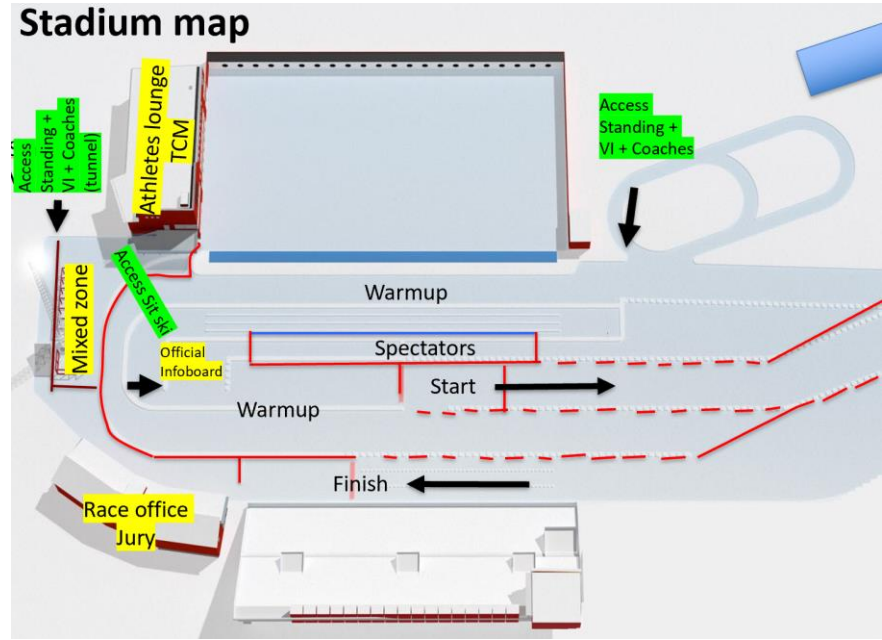 Stadium map
Access
Standing +
VI + Coaches
(tunnel)
Athletes lounge
TCM
Access
Standing +
VI + Coaches
Access Sit ski
Mixed zone
Warmup
Official
Infoboard
Spectators
Start
Warmup
Finish
Race office
Jury